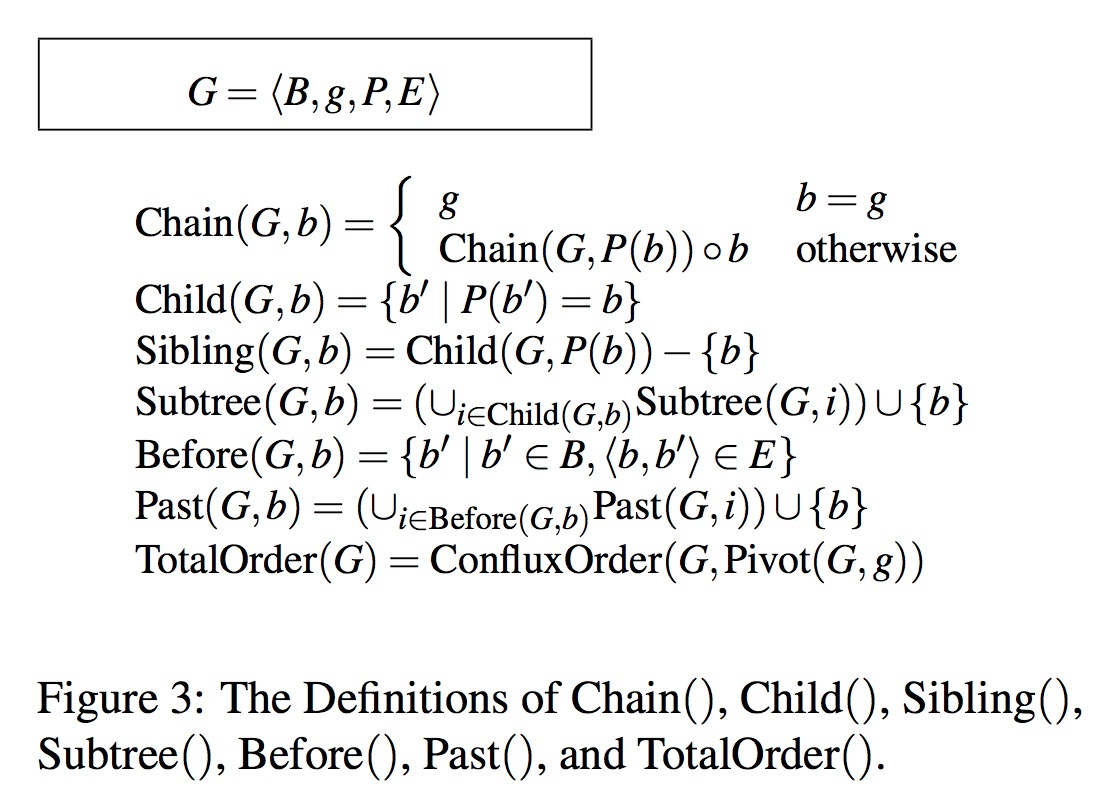 G = ⟨B, g, P, E⟩
Chain(G, b) = { g b = g
Chain(G, P(b)) ∘ b otherwise
Child(G, b) = {b′ | P(b′) = b}
Sibling(G, b) = Child(G, P(b)) − {b}
Subtree(G, b) = (∪i∈Child(G,b)Subtree(G, i)) ∪ {b}
Before(G, b) = {b′ | b′ ∈ B, ⟨b, b′⟩ ∈ E}
Past(G, b) = (∪i∈Before(G,b)Past(G, i)) ∪ {b}
TotalOrder(G) = ConfluxOrder(G, Pivot(G, g))
Figure 3: The Definitions of Chain(), Child(), Sibling(),
Subtree(), Before(), Past(), and TotalOrder().